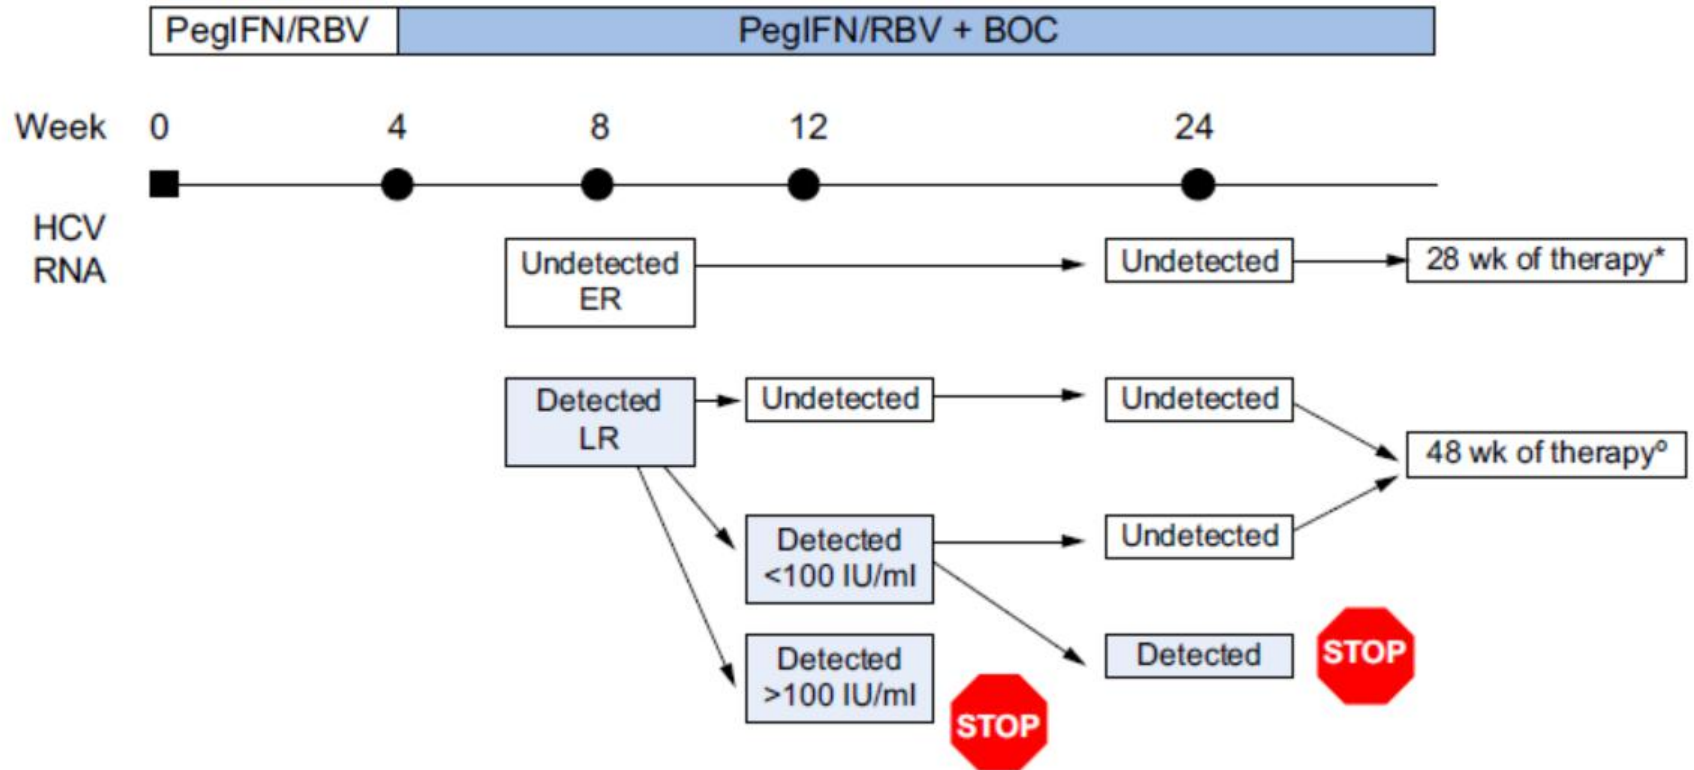 PegIFN/RBV
PegIFN/RBV + BOC
Week 0 4 8 12 24
HCV
RNA
Undetected
ER
Undetected
28 wk of therapy*
Detected
LR
Undetected
Undetected
48 wk of therapyº
Detected
<100 IU/ml
Undetected
Detected
>100 IU/ml
STOP
Detected
STOP